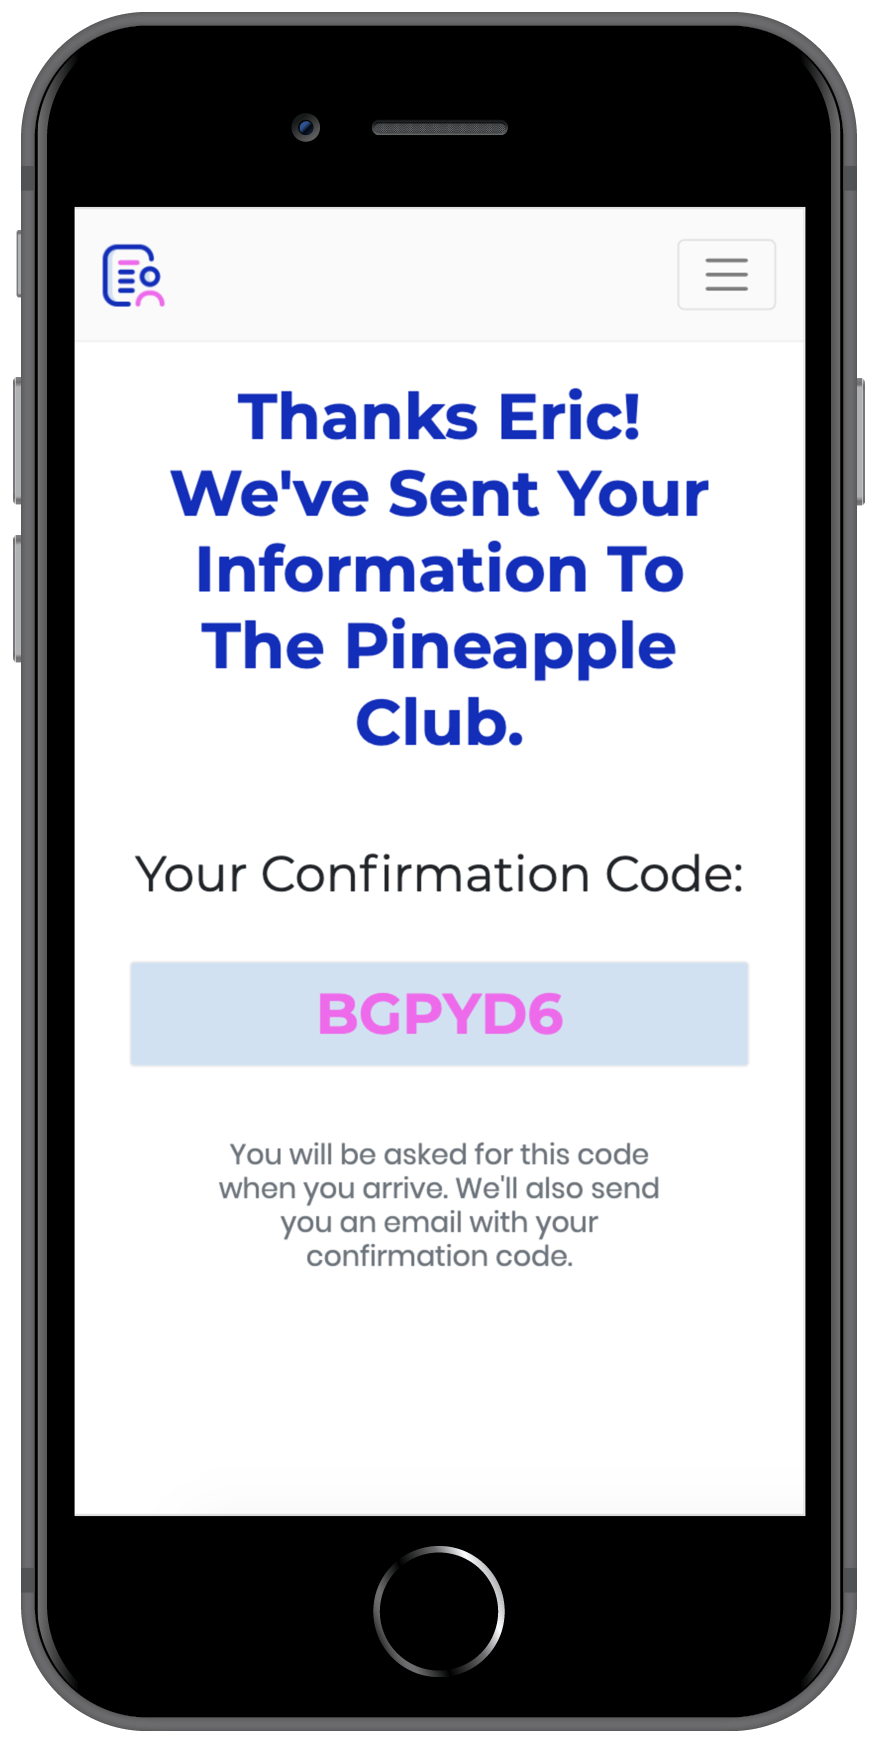 Thanks Eric!
We've Sent Your
Information To
The Pineapple
Club.
Your Confirmation Code:
BGPYD6
You will be asked for this code
when you arrive. We'll also send
you an email with your
confirmation code.